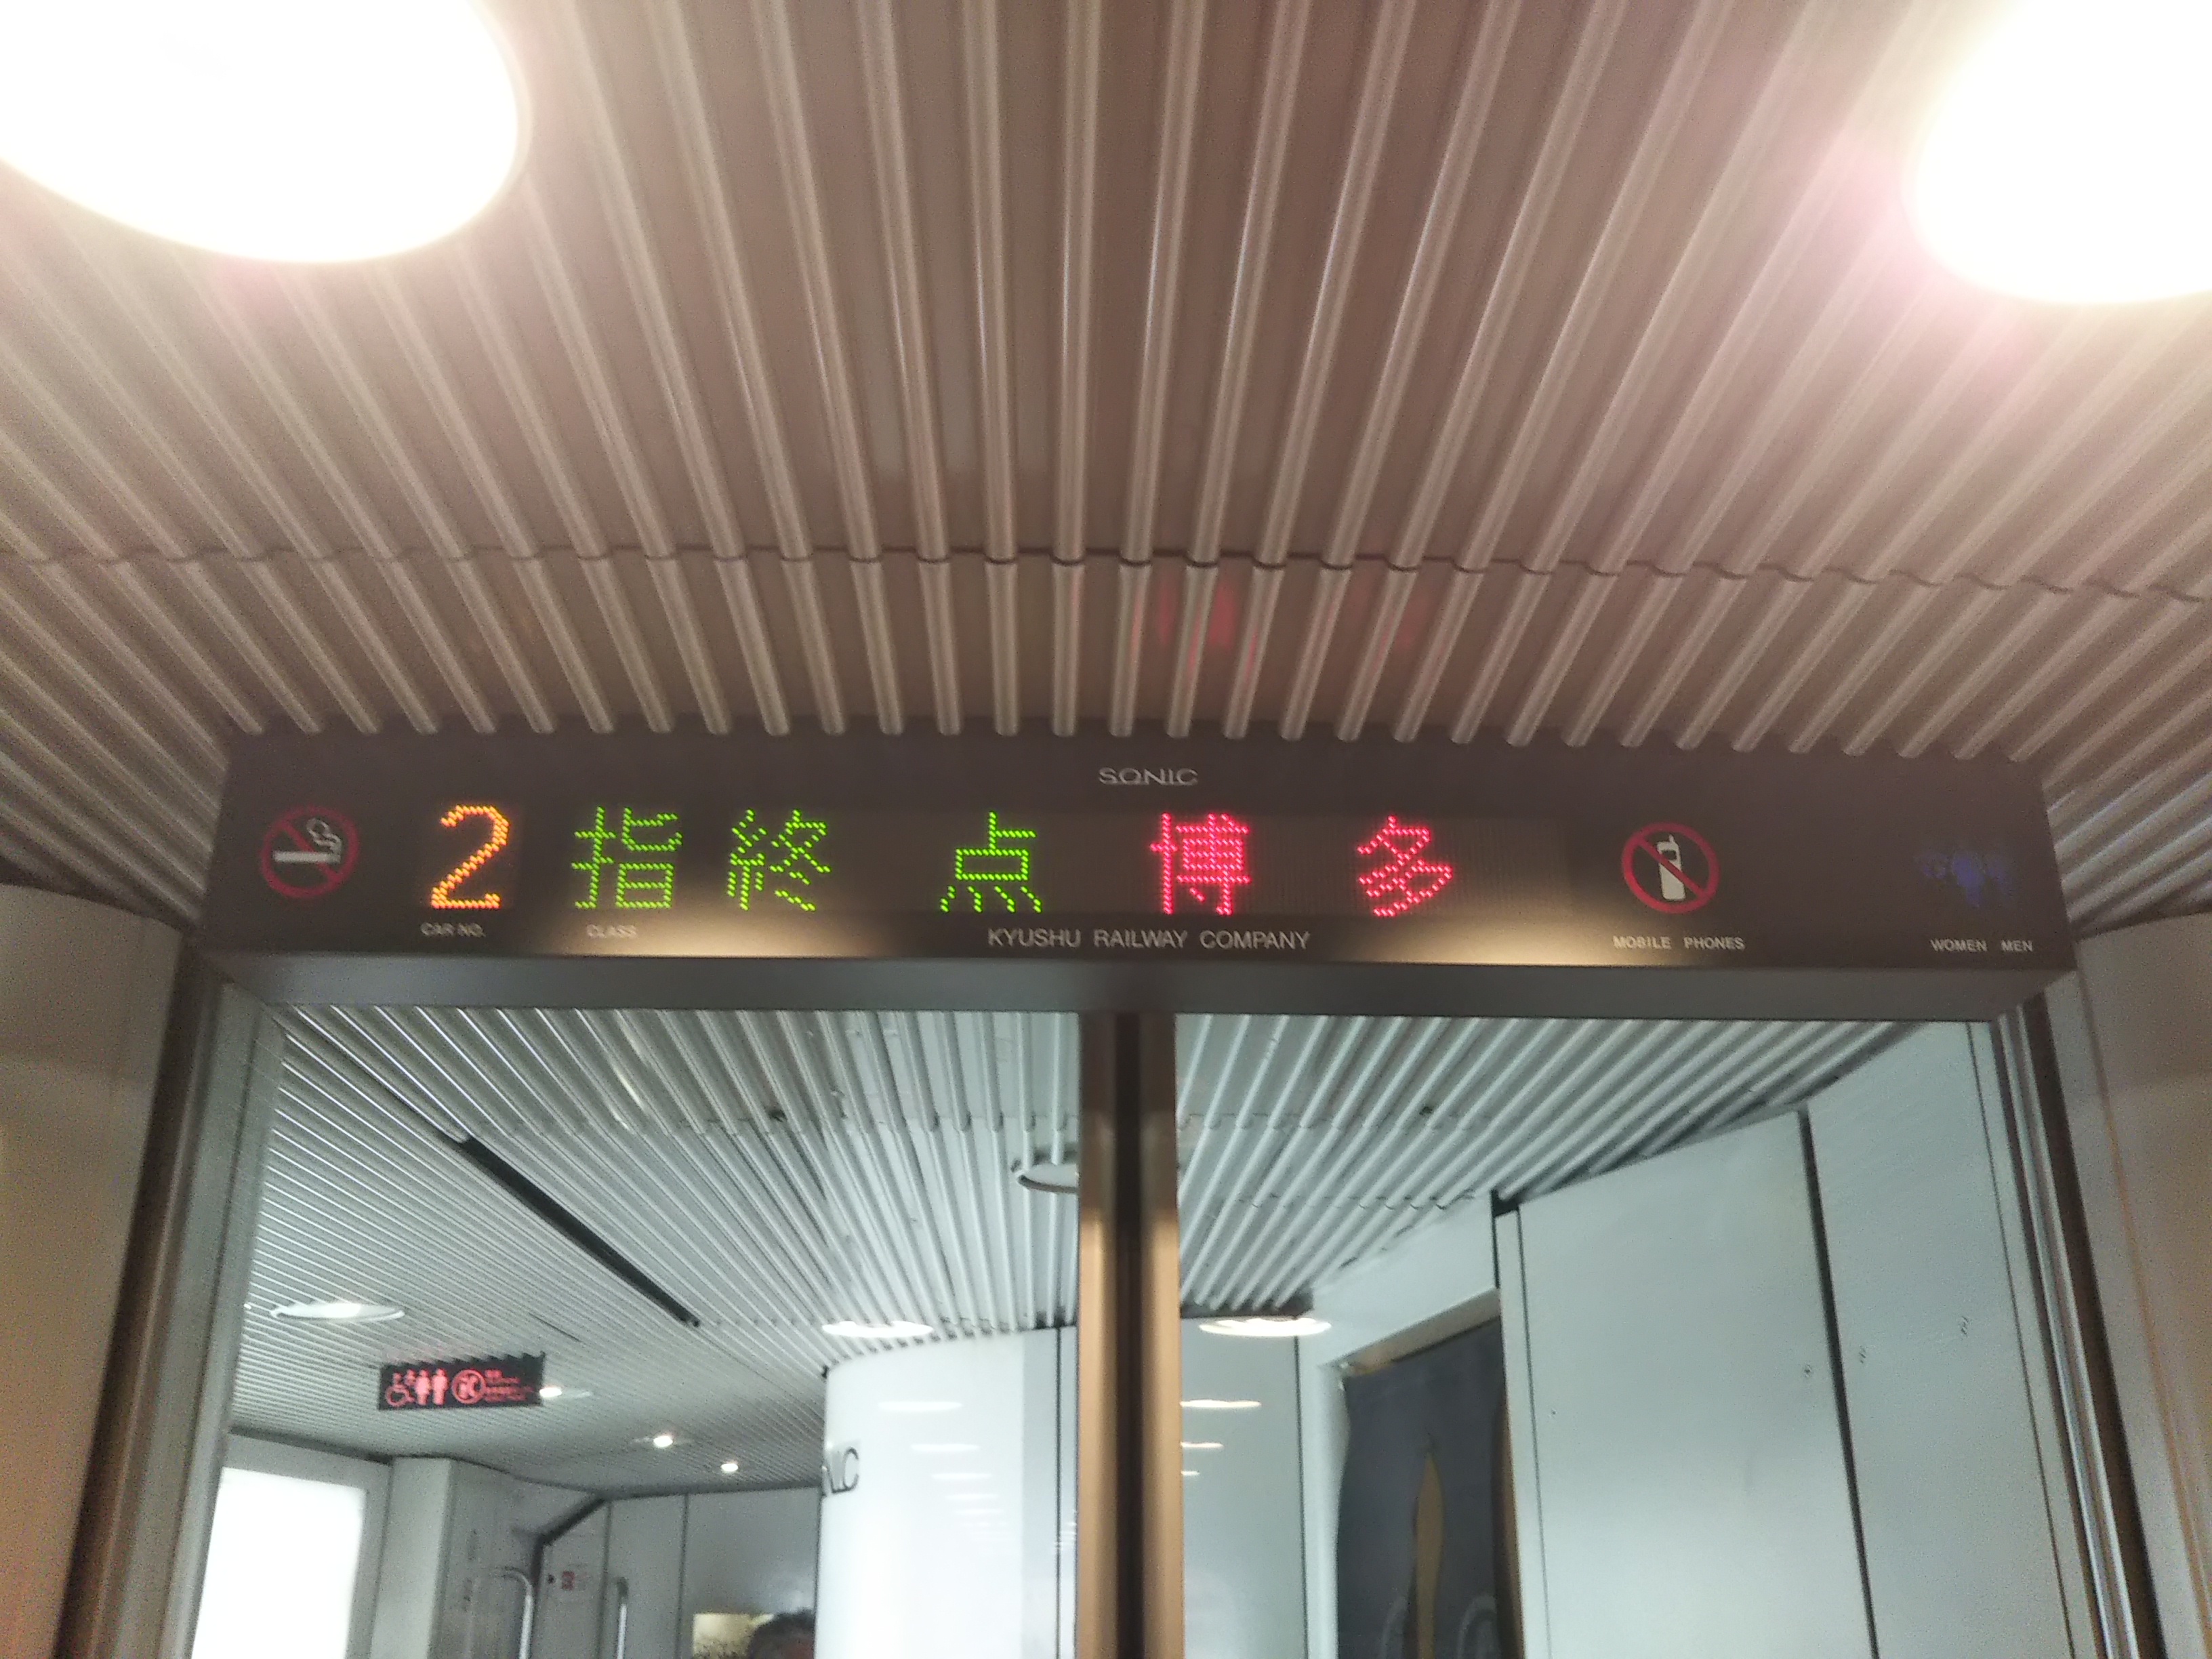 SONIC
2 指 終点 博多
CAR NO. CLASS KYUSHU RAILWAY COMPANY MOBILE PHONES WOMEN MEN